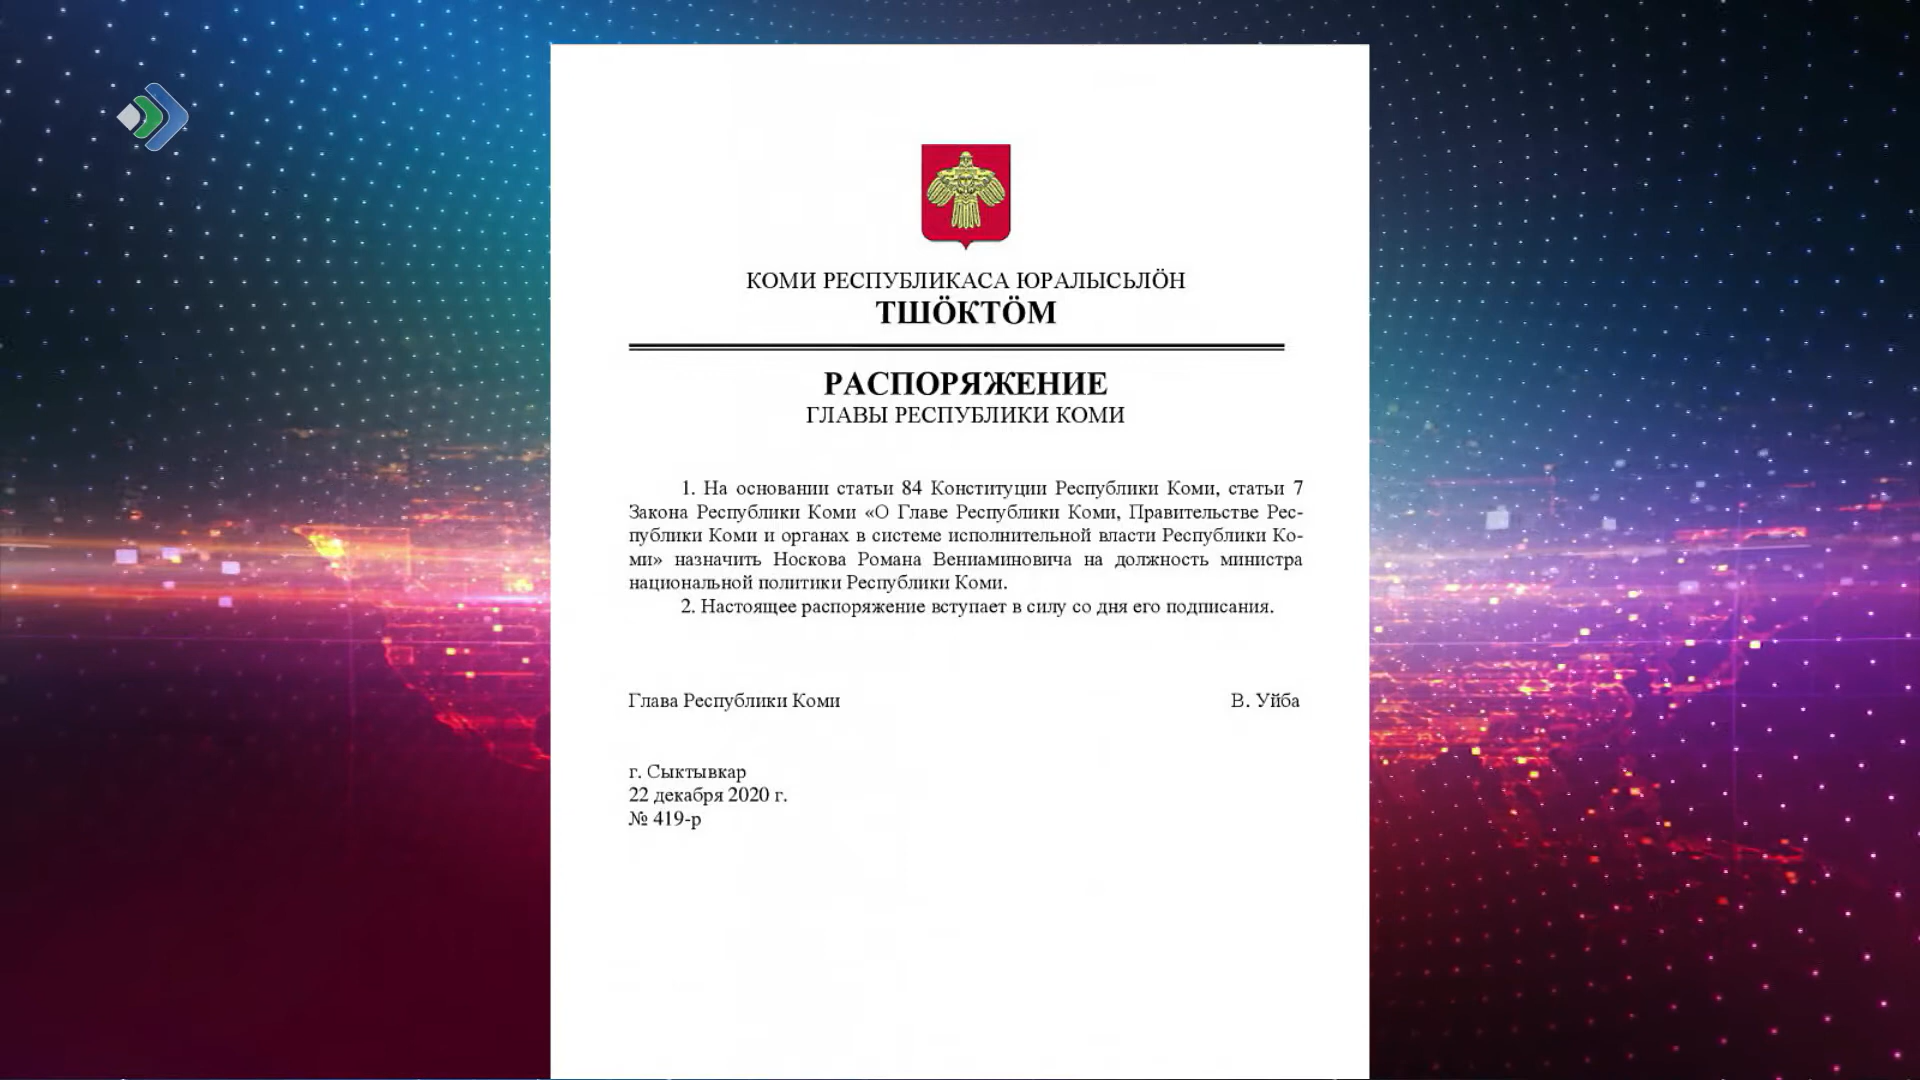 КОМИ РЕСПУБЛИКАСА ЮРАЛЫСЬЛӦН
ТШӦКТӦМ
РАСПОРЯЖЕНИЕ
ГЛАВЫ РЕСПУБЛИКИ КОМИ
1. На основании статьи 84 Конституции Республики Коми, статьи 7
Закона Республики Коми «О Главе Республики Коми, Правительстве Рес-
публики Коми и органах в системе исполнительной власти Республики Ко-
ми» назначить Носкова Романа Вениаминовича на должность министра
национальной политики Республики Коми.
2. Настоящее распоряжение вступает в силу со дня его подписания.
Глава Республики Коми В. Уйба
г. Сыктывкар
22 декабря 2020 г.
№ 419-р